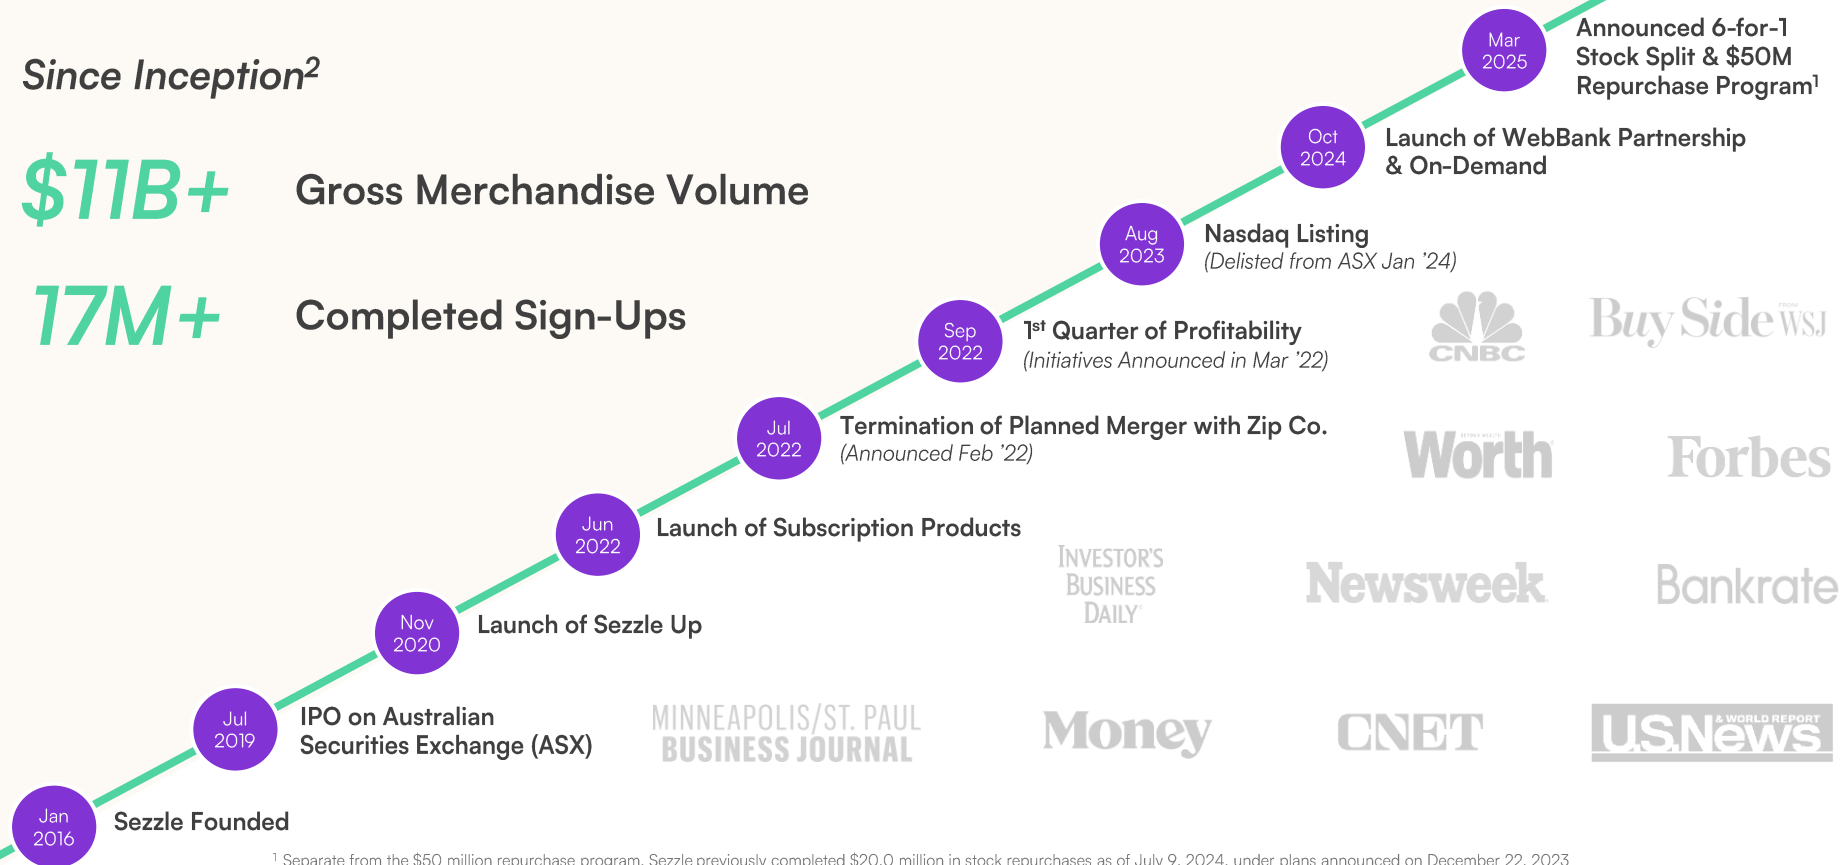 Since Inception2
$11B+ Gross Merchandise Volume
17M+ Completed Sign-Ups
Mar
2025
Announced 6-for-1
Stock Split & $50M
Repurchase Program1
Oct
2024
Launch of WebBank Partnership
& On-Demand
Aug
2023
Nasdaq Listing
(Delisted from ASX Jan ’24)
Sep
2022
1st Quarter of Profitability
(Initiatives Announced in Mar ’22)
Jul
2022
Termination of Planned Merger with Zip Co.
(Announced Feb ’22)
Jun
2022
Launch of Subscription Products
Nov
2020
Launch of Sezzle Up
Jul
2019
IPO on Australian
Securities Exchange (ASX)
Jan
2016
Sezzle Founded
CNBC
Buy Side FROM WSJ
Worth
Forbes
INVESTOR’S
BUSINESS
DAILY
Newsweek
Bankrate
MINNEAPOLIS/ST. PAUL
BUSINESS JOURNAL
Money
CNET
U.S.News & WORLD REPORT
1 Separate from the $50 million repurchase program, Sezzle previously completed $20.0 million in stock repurchases as of July 9, 2024, under plans announced on December 22, 2023